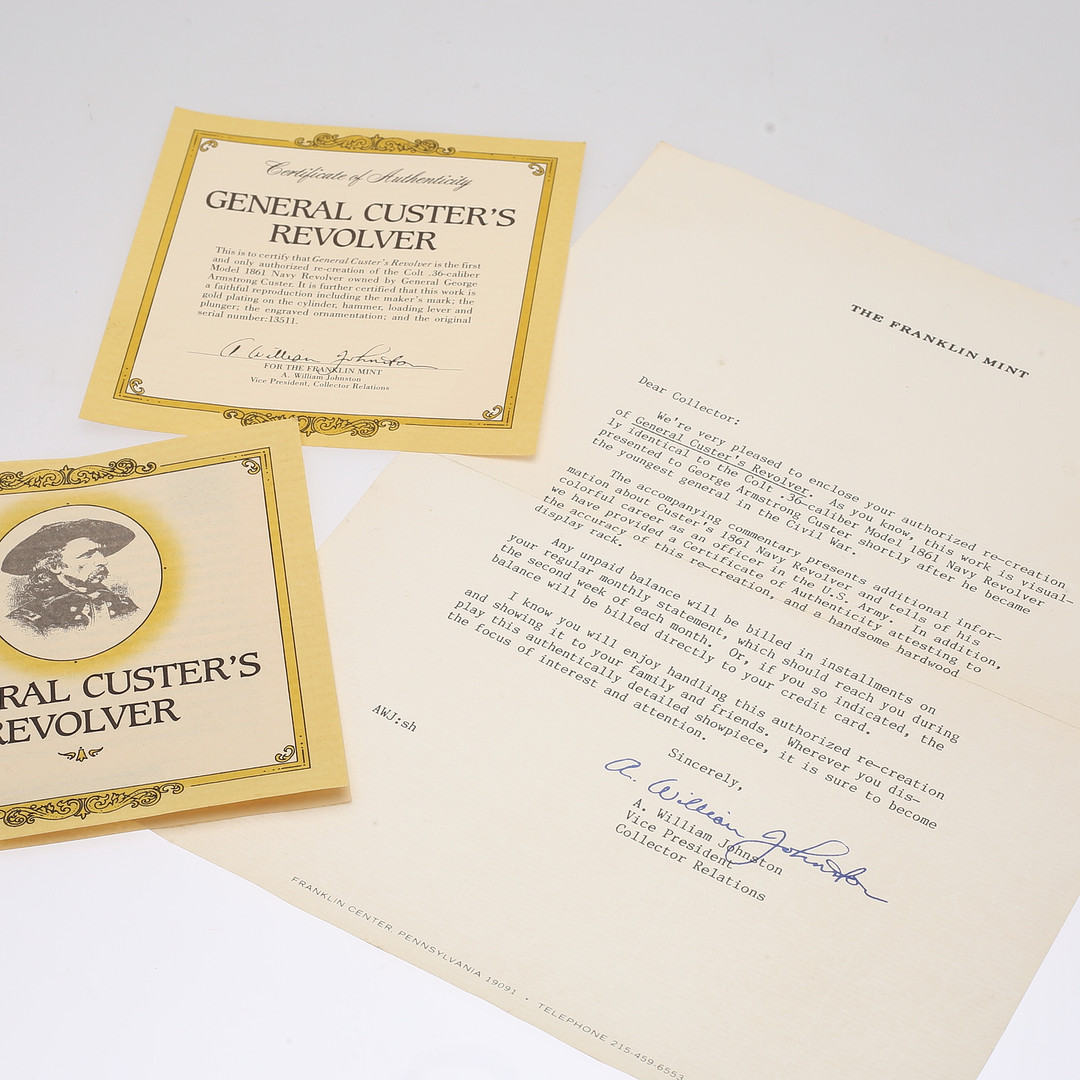 Certificate of Authenticity
GENERAL CUSTER'S
REVOLVER
This is to certify that General Custer's Revolver is the first
and only authorized re-creation of the Colt .36-caliber
Model 1861 Navy Revolver owned by General George
Armstrong Custer. It is further certified that this work is
a faithful reproduction including the maker's mark; the
gold plating on the cylinder, hammer, loading lever and
plunger; the engraved ornamentation; and the original
serial number:13511.
A. William Johnston
FOR THE FRANKLIN MINT
A. William Johnston
Vice President, Collector Relations
RAL CUSTER'S
REVOLVER
THE FRANKLIN MINT
Dear Collector:
We're very pleased to enclose your authorized re-creation
of General Custer's Revolver. As you know, this work is visual-
ly identical to the Colt .36-caliber Model 1861 Navy Revolver
presented to George Armstrong Custer shortly after he became
the youngest general in the Civil War.
The accompanying commentary presents additional infor-
mation about Custer's 1861 Navy Revolver and tells of his
colorful career as an officer in the U.S. Army. In addition,
we have provided a Certificate of Authenticity attesting to
the accuracy of this re-creation, and a handsome hardwood
display rack.
Any unpaid balance will be billed in installments on
your regular monthly statement, which should reach you during
the second week of each month. Or, if you so indicated, the
balance will be billed directly to your credit card.
I know you will enjoy handling this authorized re-creation
and showing it to your family and friends. Wherever you dis-
play this authentically detailed showpiece, it is sure to become
the focus of interest and attention.
Sincerely,
A. William Johnston
A. William Johnston
Vice President
Collector Relations
AWJ:sh
FRANKLIN CENTER, PENNSYLVANIA 19091 · TELEPHONE 215-459-6553